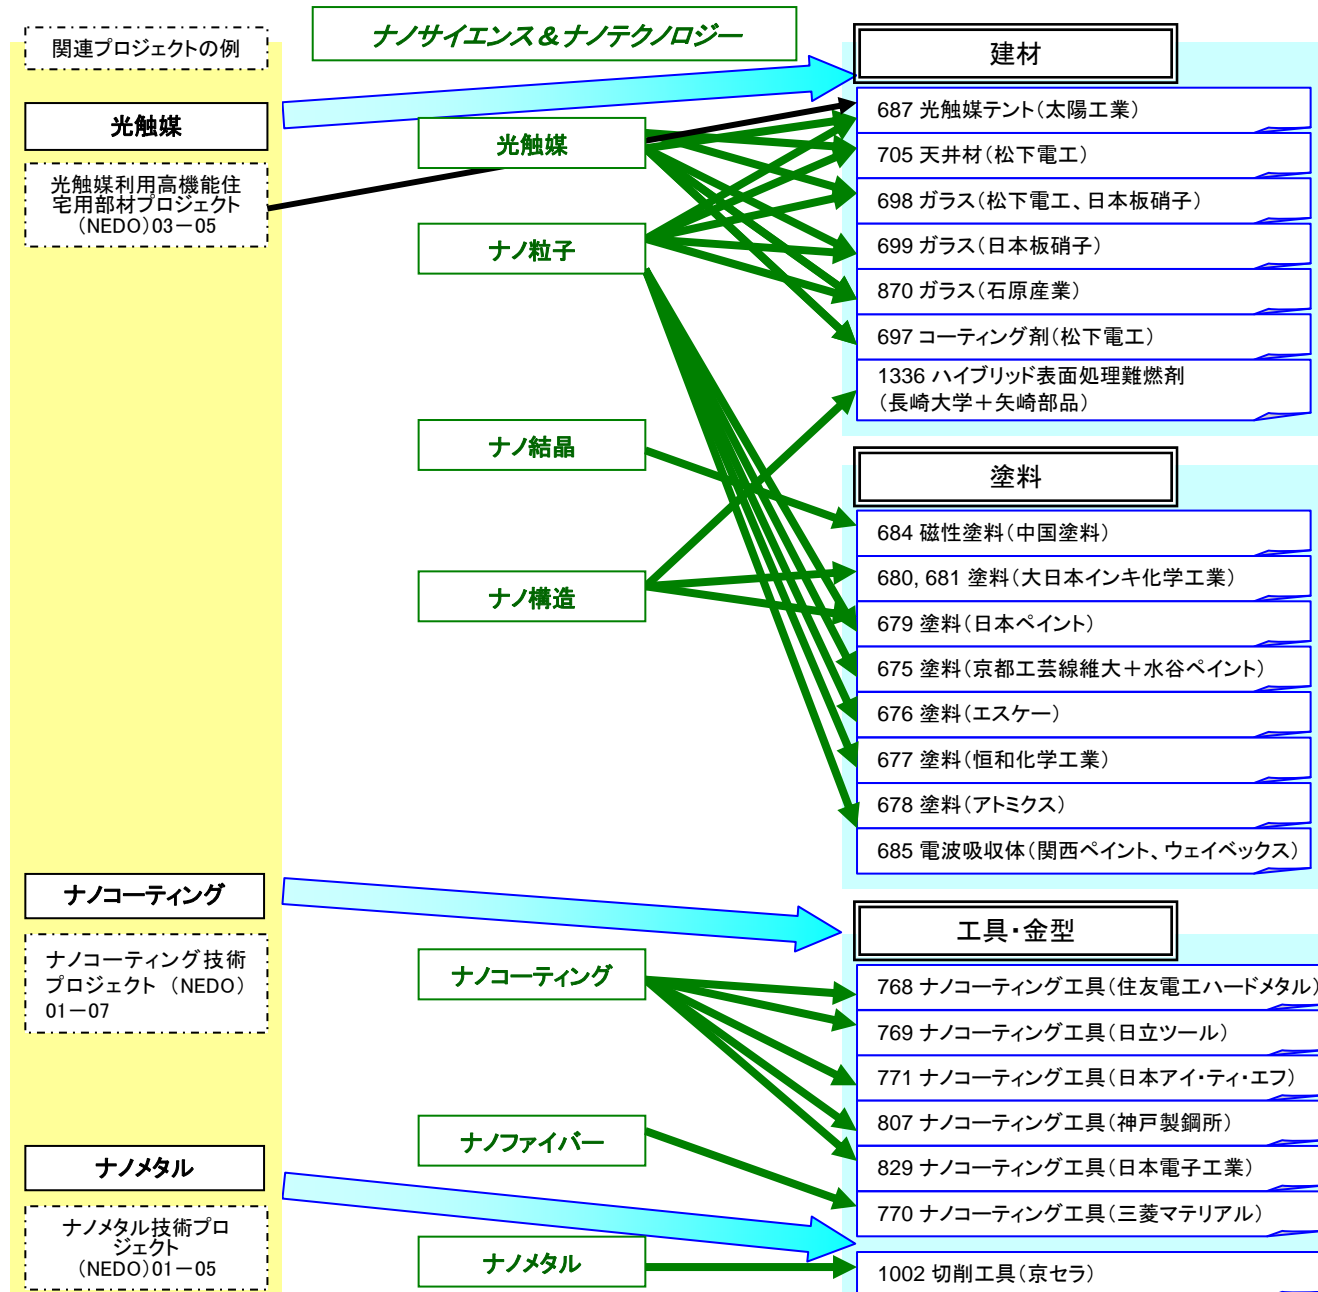 関連プロジェクトの例
光触媒
光触媒利用高機能住
宅用部材プロジェクト
(NEDO)03－05
ナノコーティング
ナノコーティング技術
プロジェクト (NEDO)
01－07
ナノメタル
ナノメタル技術プロ
ジェクト
(NEDO)01－05
ナノサイエンス＆ナノテクノロジー
光触媒
ナノ粒子
ナノ結晶
ナノ構造
ナノコーティング
ナノファイバー
ナノメタル
建材
687 光触媒テント(太陽工業)
705 天井材(松下電工)
698 ガラス(松下電工、日本板硝子)
699 ガラス(日本板硝子)
870 ガラス(石原産業)
697 コーティング剤(松下電工)
1336 ハイブリッド表面処理難燃剤
(長崎大学＋矢崎部品)
塗料
684 磁性塗料(中国塗料)
680, 681 塗料(大日本インキ化学工業)
679 塗料(日本ペイント)
675 塗料(京都工芸線維大＋水谷ペイント)
676 塗料(エスケー)
677 塗料(恒和化学工業)
678 塗料(アトミクス)
685 電波吸収体(関西ペイント、ウェイベックス)
工具・金型
768 ナノコーティング工具(住友電工ハードメタル)
769 ナノコーティング工具(日立ツール)
771 ナノコーティング工具(日本アイ・ティ・エフ)
807 ナノコーティング工具(神戸製鋼所)
829 ナノコーティング工具(日本電子工業)
770 ナノコーティング工具(三菱マテリアル)
1002 切削工具(京セラ)